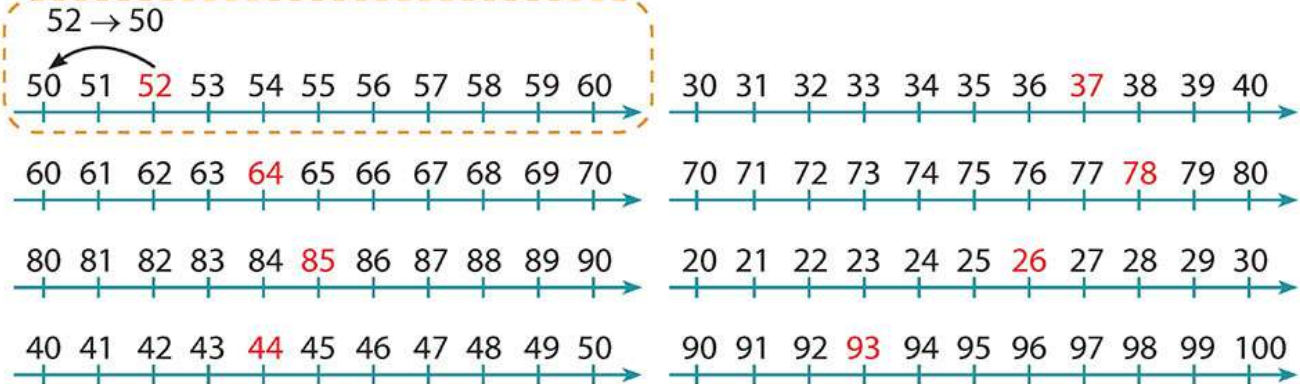 52 → 50
50 51 52 53 54 55 56 57 58 59 60
30 31 32 33 34 35 36 37 38 39 40
60 61 62 63 64 65 66 67 68 69 70
70 71 72 73 74 75 76 77 78 79 80
80 81 82 83 84 85 86 87 88 89 90
20 21 22 23 24 25 26 27 28 29 30
40 41 42 43 44 45 46 47 48 49 50
90 91 92 93 94 95 96 97 98 99 100